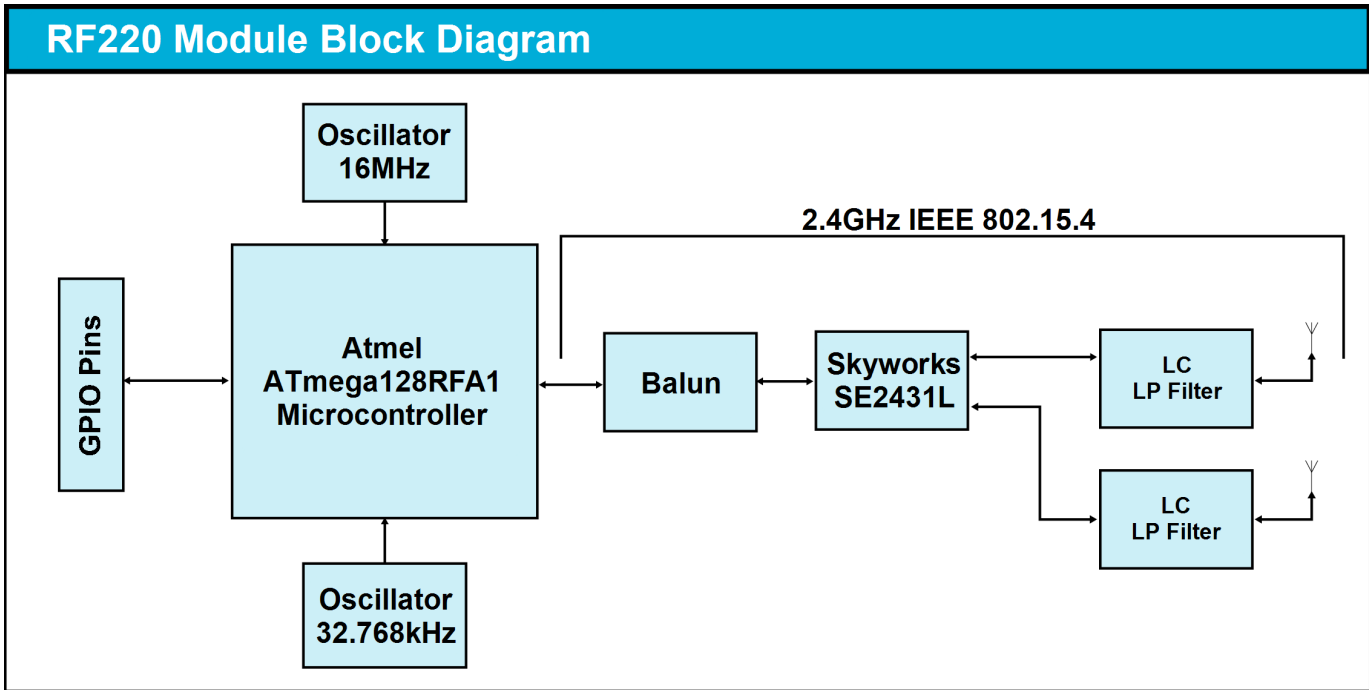 RF220 Module Block Diagram
Oscillator
16MHz
2.4GHz IEEE 802.15.4
GPIO Pins
Atmel
ATmega128RFA1
Microcontroller
Balun
Skyworks
SE2431L
LC
LP Filter
LC
LP Filter
Oscillator
32.768kHz